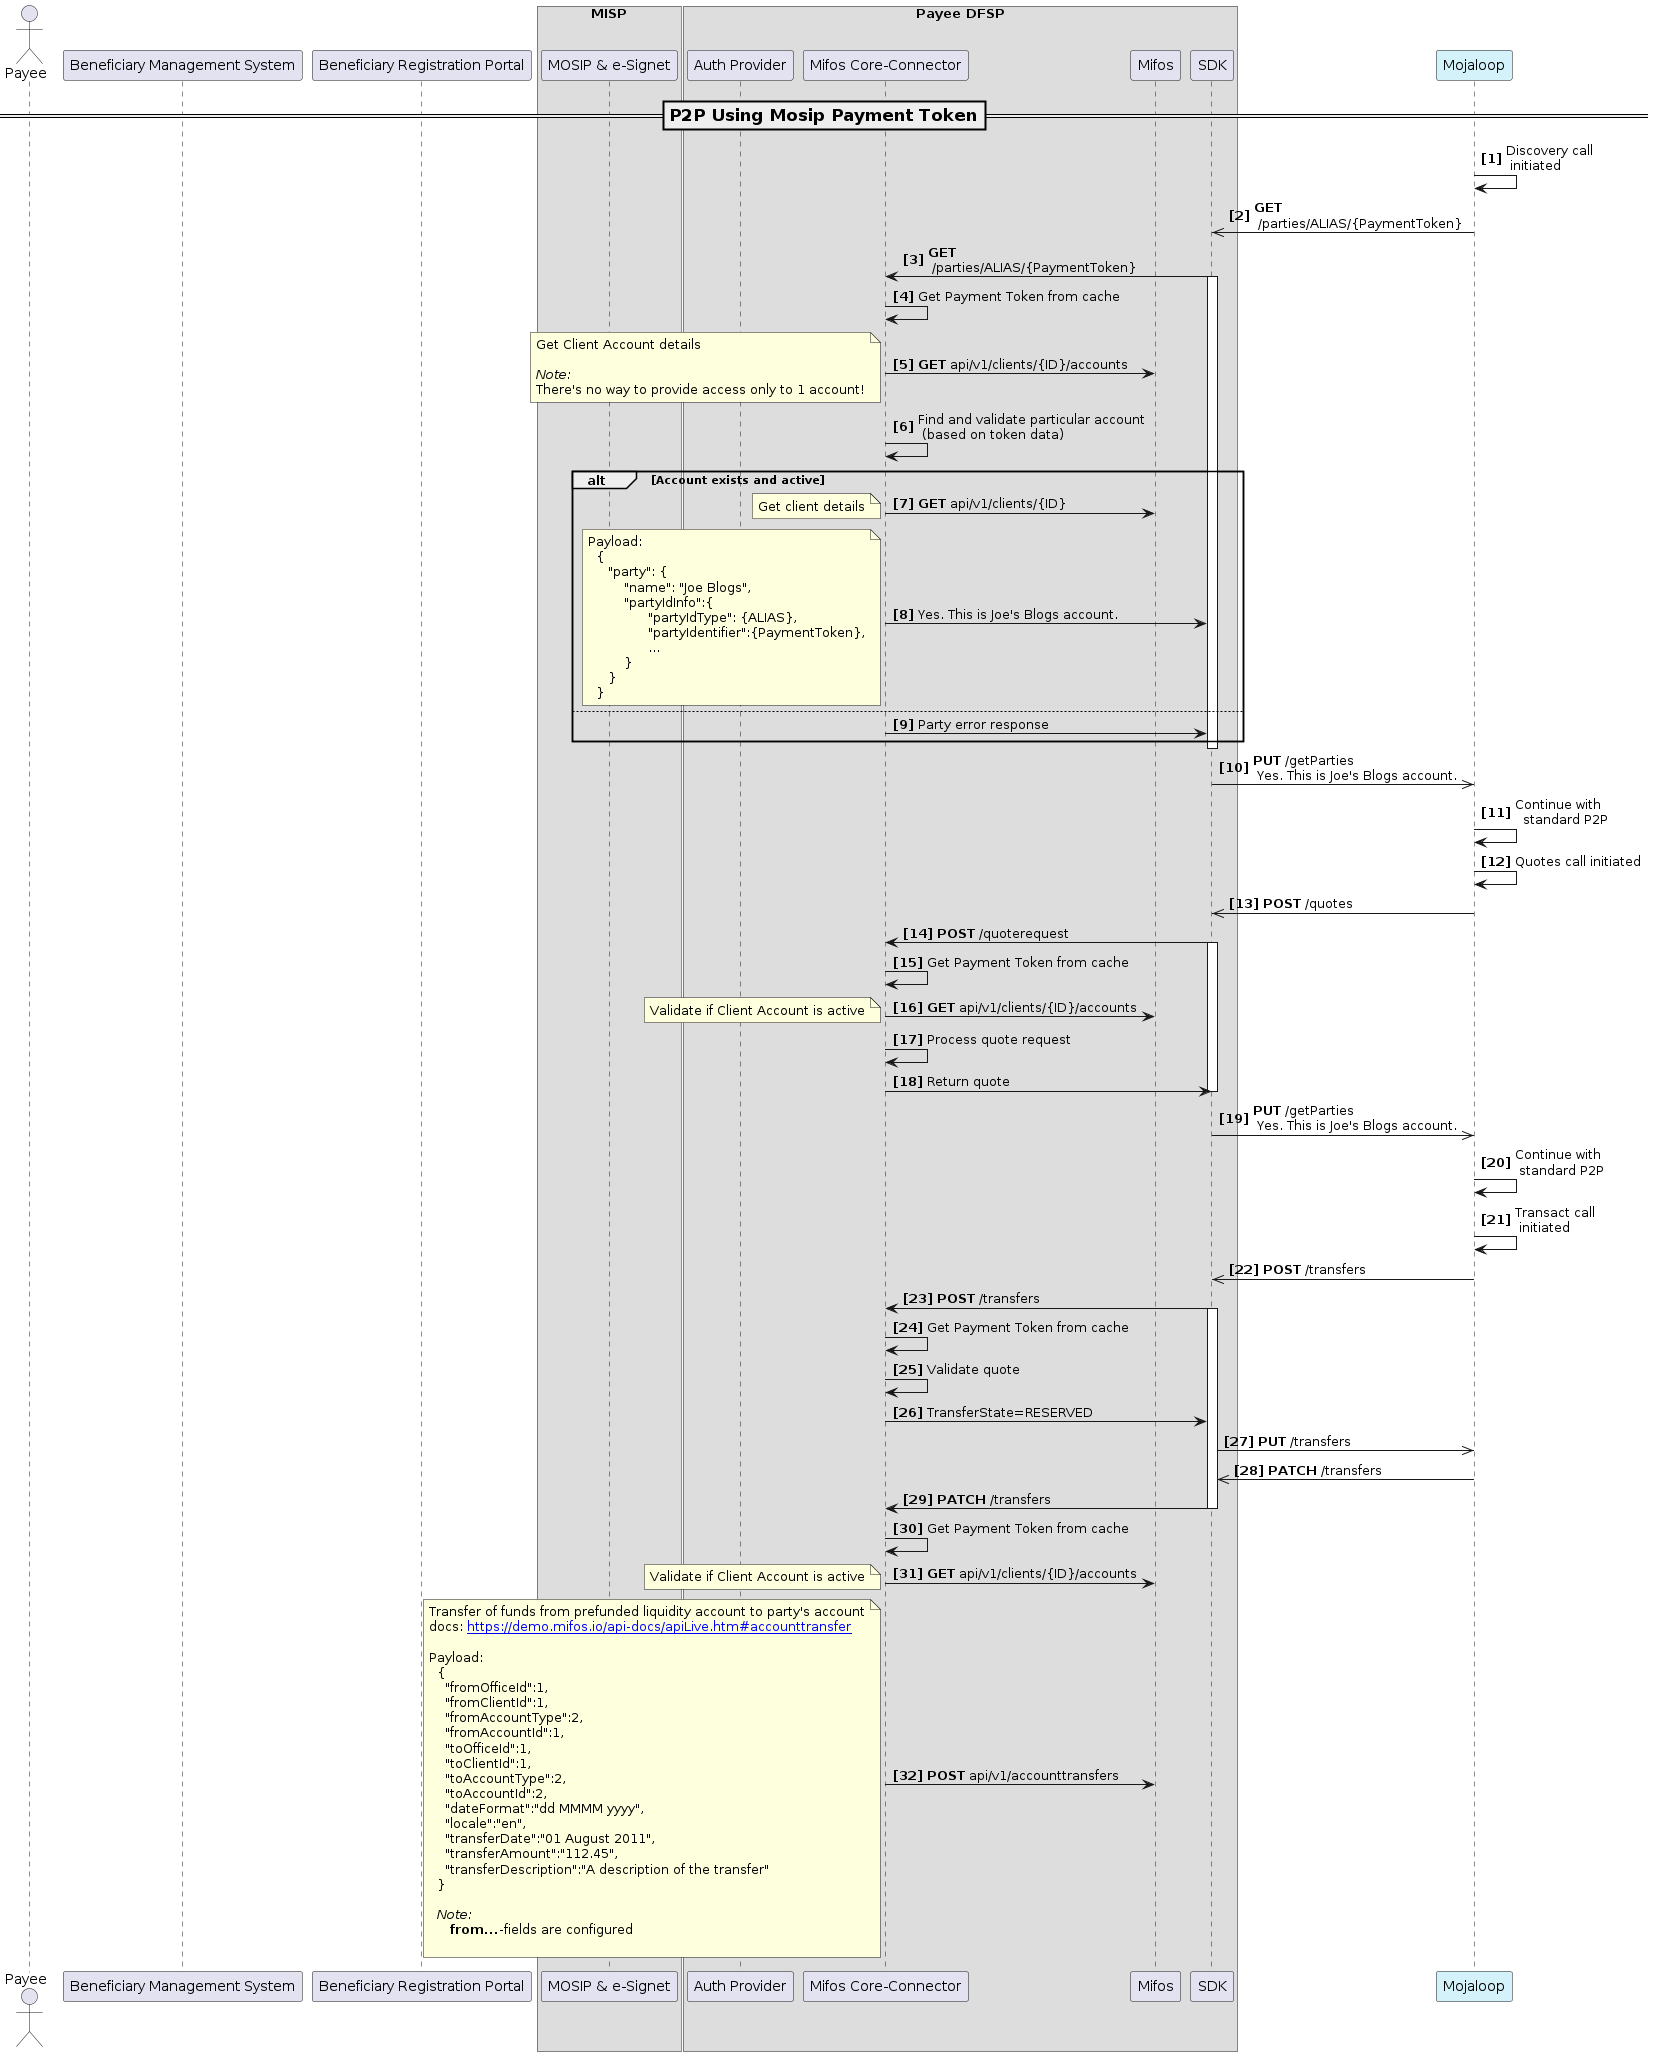 MISP
Payee DFSP
Payee
Beneficiary Management System
Beneficiary Registration Portal
MOSIP & e-Signet
Auth Provider
Mifos Core-Connector
Mifos
SDK
Mojaloop
P2P Using Mosip Payment Token
[1] Discovery call
initiated
[2] GET
/parties/ALIAS/{PaymentToken}
[3] GET
/parties/ALIAS/{PaymentToken}
[4] Get Payment Token from cache
Get Client Account details
Note:
There's no way to provide access only to 1 account!
[5] GET api/v1/clients/{ID}/accounts
[6] Find and validate particular account
(based on token data)
alt [Account exists and active]
Get client details
[7] GET api/v1/clients/{ID}
Payload:
{
"party": {
"name": "Joe Blogs",
"partyIdInfo":{
"partyIdType": {ALIAS},
"partyIdentifier":{PaymentToken},
...
}
}
}
[8] Yes. This is Joe's Blogs account.
[9] Party error response
[10] PUT /getParties
Yes. This is Joe's Blogs account.
[11] Continue with
standard P2P
[12] Quotes call initiated
[13] POST /quotes
[14] POST /quoterequest
[15] Get Payment Token from cache
Validate if Client Account is active
[16] GET api/v1/clients/{ID}/accounts
[17] Process quote request
[18] Return quote
[19] PUT /getParties
Yes. This is Joe's Blogs account.
[20] Continue with
standard P2P
[21] Transact call
initiated
[22] POST /transfers
[23] POST /transfers
[24] Get Payment Token from cache
[25] Validate quote
[26] TransferState=RESERVED
[27] PUT /transfers
[28] PATCH /transfers
[29] PATCH /transfers
[30] Get Payment Token from cache
Validate if Client Account is active
[31] GET api/v1/clients/{ID}/accounts
Transfer of funds from prefunded liquidity account to party's account
docs: https://demo.mifos.io/api-docs/apiLive.htm#accounttransfer
Payload:
{
"fromOfficeId":1,
"fromClientId":1,
"fromAccountType":2,
"fromAccountId":1,
"toOfficeId":1,
"toClientId":1,
"toAccountType":2,
"toAccountId":2,
"dateFormat":"dd MMMM yyyy",
"locale":"en",
"transferDate":"01 August 2011",
"transferAmount":"112.45",
"transferDescription":"A description of the transfer"
}
Note:
from...-fields are configured
[32] POST api/v1/accounttransfers
Payee
Beneficiary Management System
Beneficiary Registration Portal
MOSIP & e-Signet
Auth Provider
Mifos Core-Connector
Mifos
SDK
Mojaloop